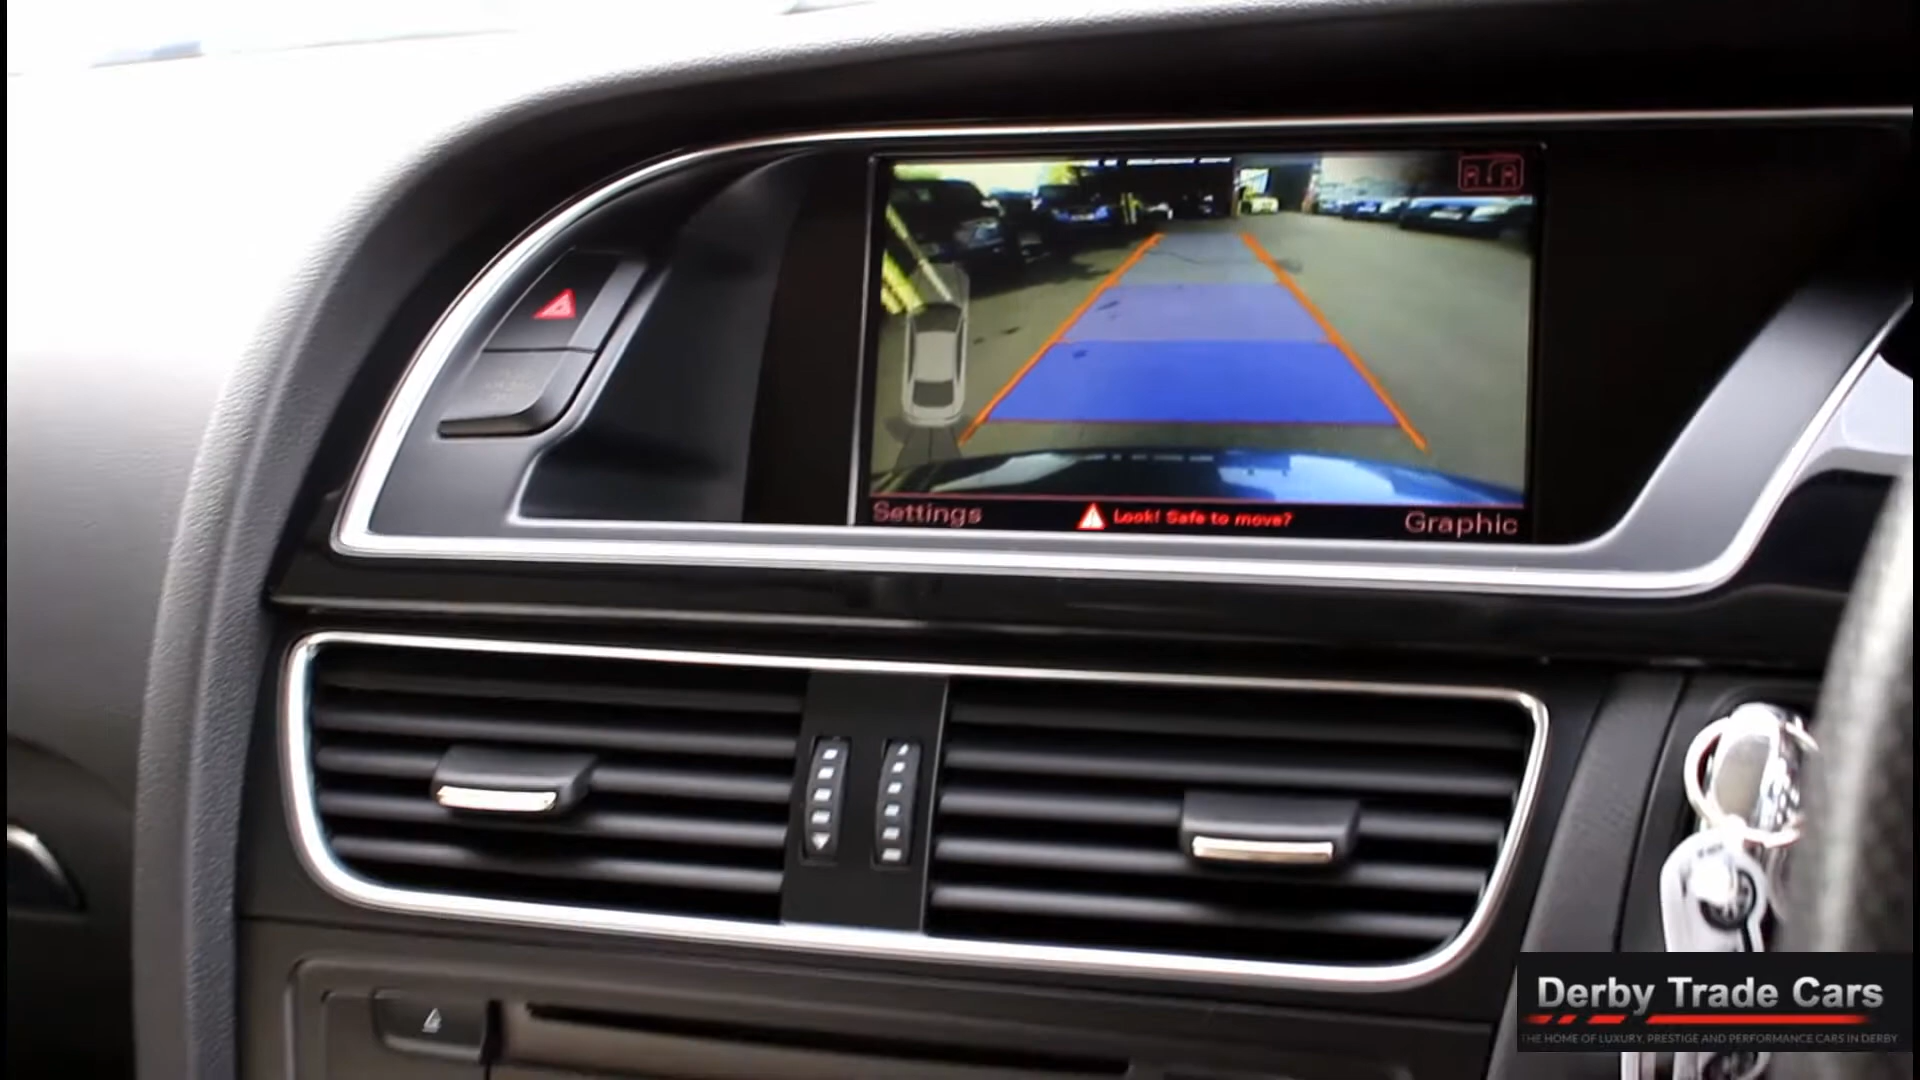 Settings
Look! Safe to move?
Graphic
Derby Trade Cars
THE HOME OF LUXURY, PRESTIGE AND PERFORMANCE CARS IN DERBY